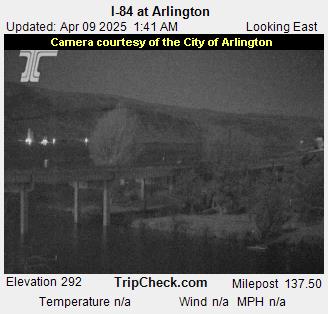 I-84 at Arlington
Updated: Apr 09 2025 1:41 AM Looking East
Camera courtesy of the City of Arlington
Elevation 292 TripCheck.com Milepost 137.50
Temperature n/a Wind n/a MPH n/a